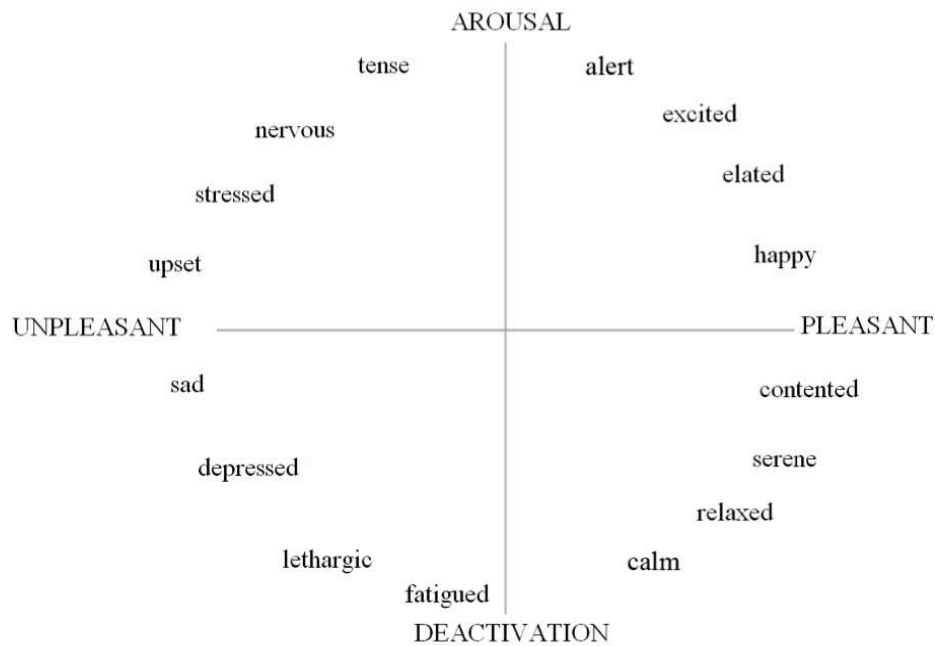 AROUSAL
tense
alert
excited
nervous
elated
stressed
happy
upset
UNPLEASANT
PLEASANT
sad
contented
serene
depressed
relaxed
lethargic
calm
fatigued
DEACTIVATION